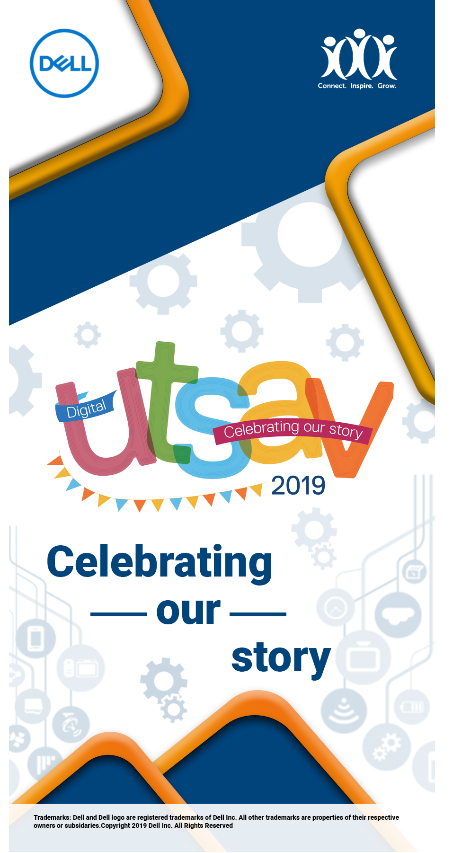 DELL
Connect. Inspire. Grow.
Digital
utsav
Celebrating our story
2019
Celebrating
our
story
Trademarks: Dell and Dell logo are registered trademarks of Dell Inc. All other trademarks are properties of their respective
owners or subsidaries.Copyright 2019 Dell Inc. All Rights Reserved